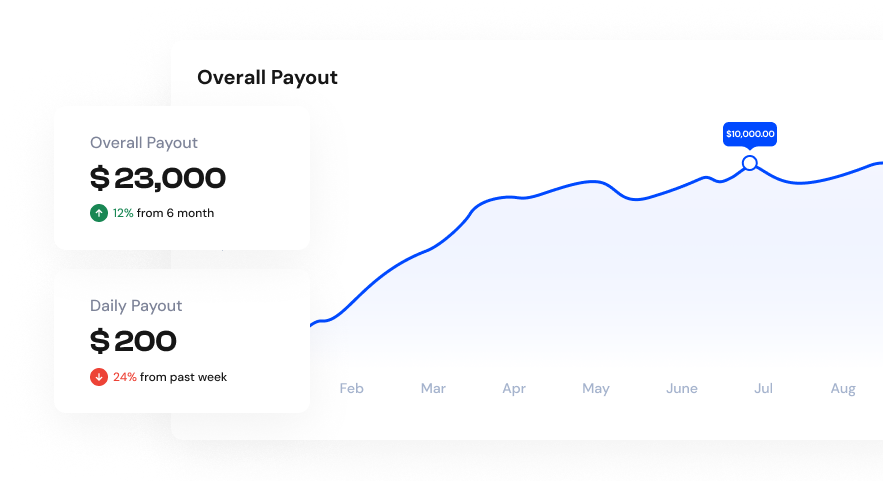 Overall Payout
Overall Payout
$ 23,000
12% from 6 month
Daily Payout
$ 200
24% from past week
$10,000.00
Feb Mar Apr May June Jul Aug